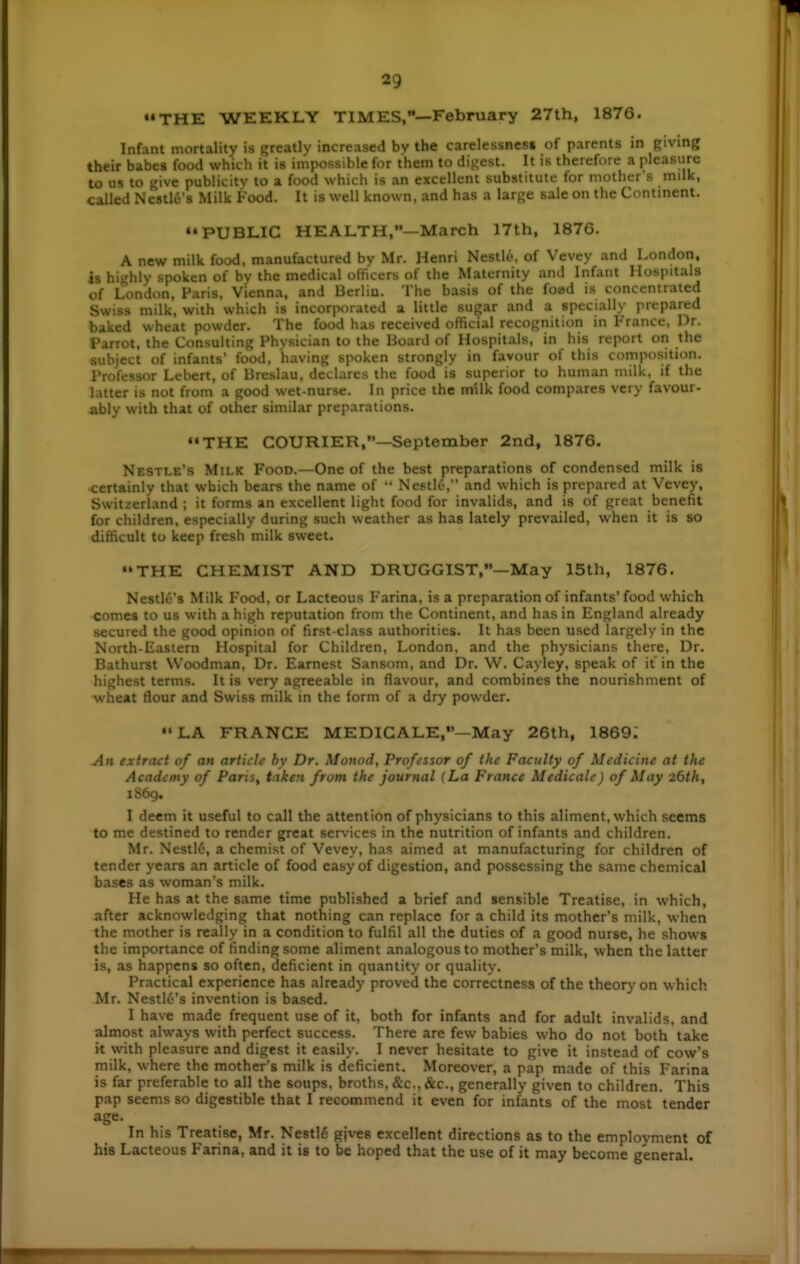 29
"THE WEEKLY TIMES,"—February 27th, 1876.
Infant mortality is greatly increased by the carelessness of parents in giving
their babes food which it is impossible for them to digest. It is therefore a pleasure
to us to give publicity to a food which is an excellent substitute for mother's milk,
called Nestlé's Milk Food. It is well known, and has a large sale on the Continent.
"PUBLIC HEALTH,"—March 17th, 1876.
A new milk food, manufactured by Mr. Henri Nestlé, of Vevey and London,
is highly spoken of by the medical officers of the Maternity and Infant Hospitals
of London, Paris, Vienna, and Berlin. The basis of the food is concentrated
Swiss milk, with which is incorporated a little sugar and a specially prepared
baked wheat powder. The food has received official recognition in France, Dr.
Parrot, the Consulting Physician to the Board of Hospitals, in his report on the
subject of infants' food, having spoken strongly in favour of this composition.
Professor Lebert, of Breslau, declares the food is superior to human milk, if the
latter is not from a good wet-nurse. In price the milk food compares very favour-
ably with that of other similar preparations.
"THE COURIER,"—September 2nd, 1876.
Nestle's Milk Food.—One of the best preparations of condensed milk is
certainly that which bears the name of "Nestlé," and which is prepared at Vevey,
Switzerland ; it forms an excellent light food for invalids, and is of great benefit
for children, especially during such weather as has lately prevailed, when it is so
difficult to keep fresh milk sweet.
"THE CHEMIST AND DRUGGIST,"—May 15th, 1876.
Nestlé's Milk Food, or Lacteous Farina, is a preparation of infants' food which
comes to us with a high reputation from the Continent, and has in England already
secured the good opinion of first-class authorities. It has been used largely in the
North-Eastern Hospital for Children, London, and the physicians there, Dr.
Bathurst Woodman, Dr. Earnest Sansom, and Dr. W. Cayley, speak of it in the
highest terms. It is very agreeable in flavour, and combines the nourishment of
wheat flour and Swiss milk in the form of a dry powder.
"LA FRANCE MEDICALE,"—May 26th, 1869.
An extract of an article by Dr. Monod, Professor of the Faculty of Medicine at the
Academy of Paris, taken from the journal (La France Medicale) of May 26th,
1869.
I deem it useful to call the attention of physicians to this aliment, which seems
to me destined to render great services in the nutrition of infants and children.
Mr. Nestlé, a chemist of Vevey, has aimed at manufacturing for children of
tender years an article of food easy of digestion, and possessing the same chemical
bases as woman's milk.
He has at the same time published a brief and sensible Treatise, in which,
after acknowledging that nothing can replace for a child its mother's milk, when
the mother is really in a condition to fulfil all the duties of a good nurse, he shows
the importance of finding some aliment analogous to mother's milk, when the latter
is, as happens so often, deficient in quantity or quality.
Practical experience has already proved the correctness of the theory on which
Mr. Nestlé's invention is based.
I have made frequent use of it, both for infants and for adult invalids, and
almost always with perfect success. There are few babies who do not both take
it with pleasure and digest it easily. I never hesitate to give it instead of cow's
milk, where the mother's milk is deficient. Moreover, a pap made of this Farina
is far preferable to all the soups, broths, &c., &c., generally given to children. This
pap seems so digestible that I recommend it even for infants of the most tender
age.
In his Treatise, Mr. Nestlé gives excellent directions as to the employment of
his Lacteous Farina, and it is to be hoped that the use of it may become general.